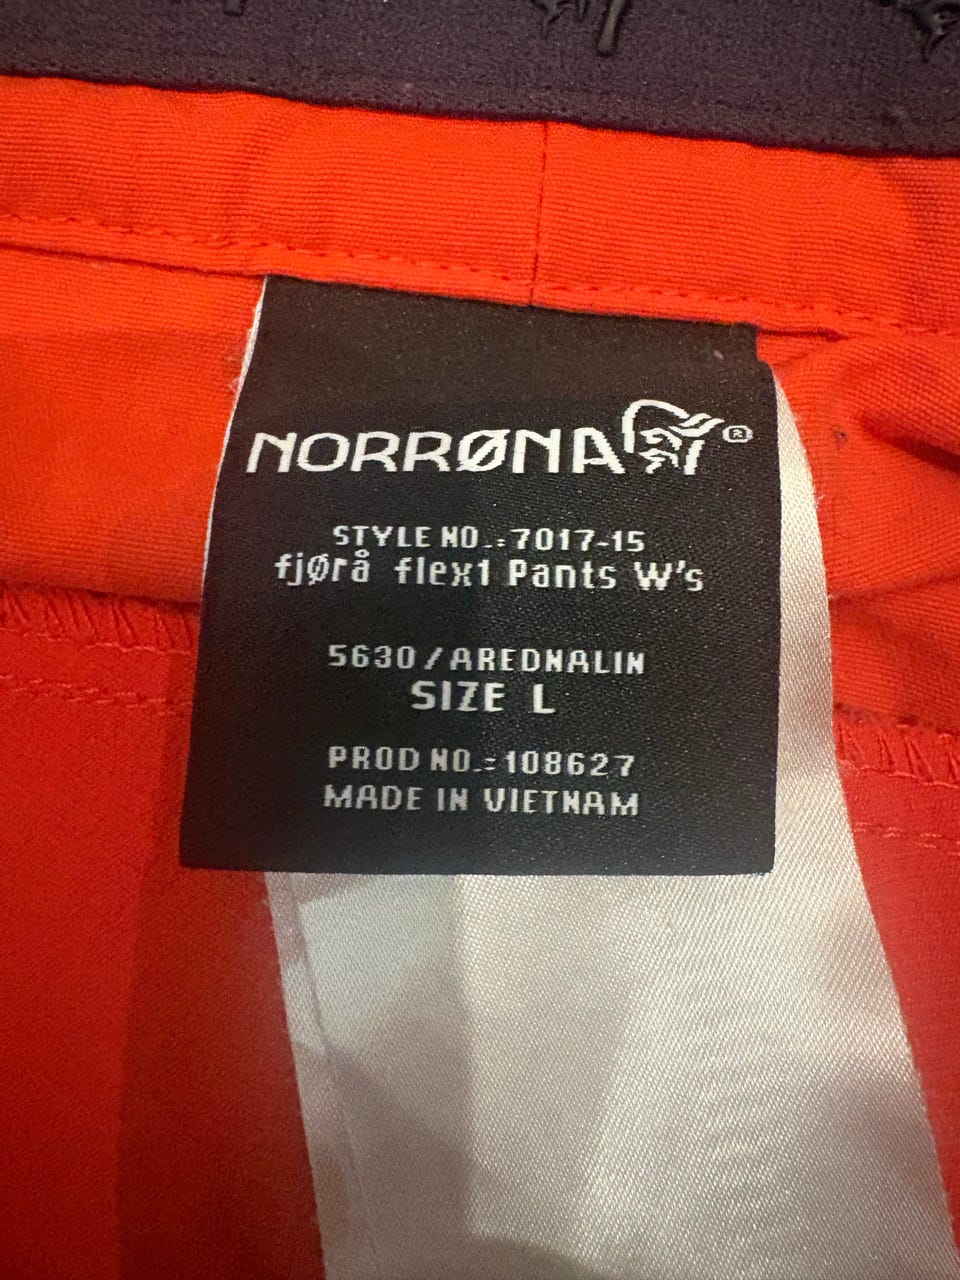 NORRØNA®
STYLE NO.: 7017-15
fjørå flex1 Pants W's
5630/AREDNALIN
SIZE L
PROD NO.: 108627
MADE IN VIETNAM